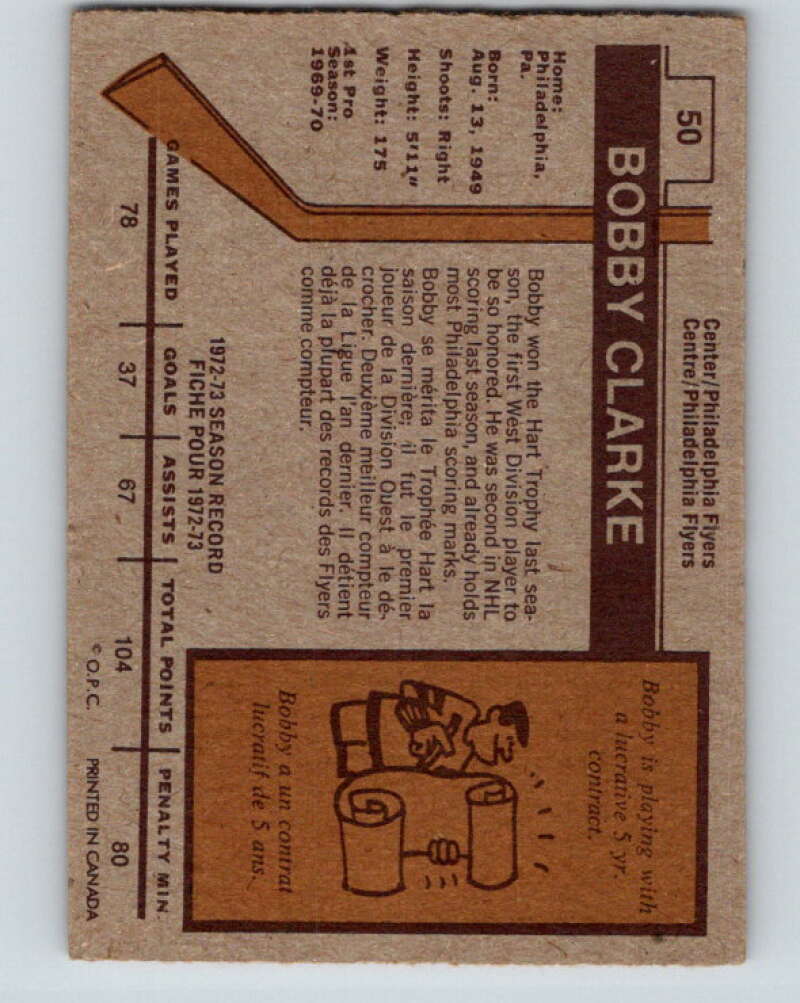 50
Center/Philadelphia Flyers
Centre/Philadelphia Flyers
BOBBY CLARKE
Home:
Philadelphia,
Pa.
Born:
Aug. 13, 1949
Shoots: Right
Height: 5'11"
Weight: 175
1st Pro
Season:
1969-70
Bobby won the Hart Trophy last sea-
son, the first West Division player to
be so honored. He was second in NHL
scoring last season, and already holds
most Philadelphia scoring marks.
Bobby se mérita le Trophée Hart la
saison dernière; il fut le premier
joueur de la Division Ouest à le dé-
crocher. Deuxième meilleur compteur
de la Ligue l'an dernier. Il détient
déjà la plupart des records des Flyers
comme compteur.
Bobby is playing with
a lucrative 5 yr.
contract.
Bobby a un contrat
lucratif de 5 ans.
1972-73 SEASON RECORD
FICHE POUR 1972-73
GAMES PLAYED GOALS ASSISTS TOTAL POINTS PENALTY MIN.
78 37 67 104 80
© O.P.C. PRINTED IN CANADA